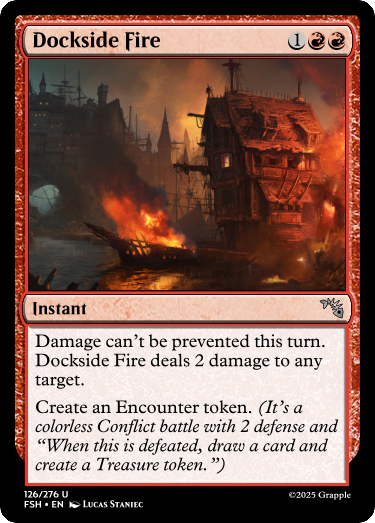 Dockside Fire
1
Instant
Damage can't be prevented this turn.
Dockside Fire deals 2 damage to any
target.
Create an Encounter token. (It's a
colorless Conflict battle with 2 defense and
“When this is defeated, draw a card and
create a Treasure token.”)
126/276 U
FSH • EN Lucas Staniec
©2025 Grapple